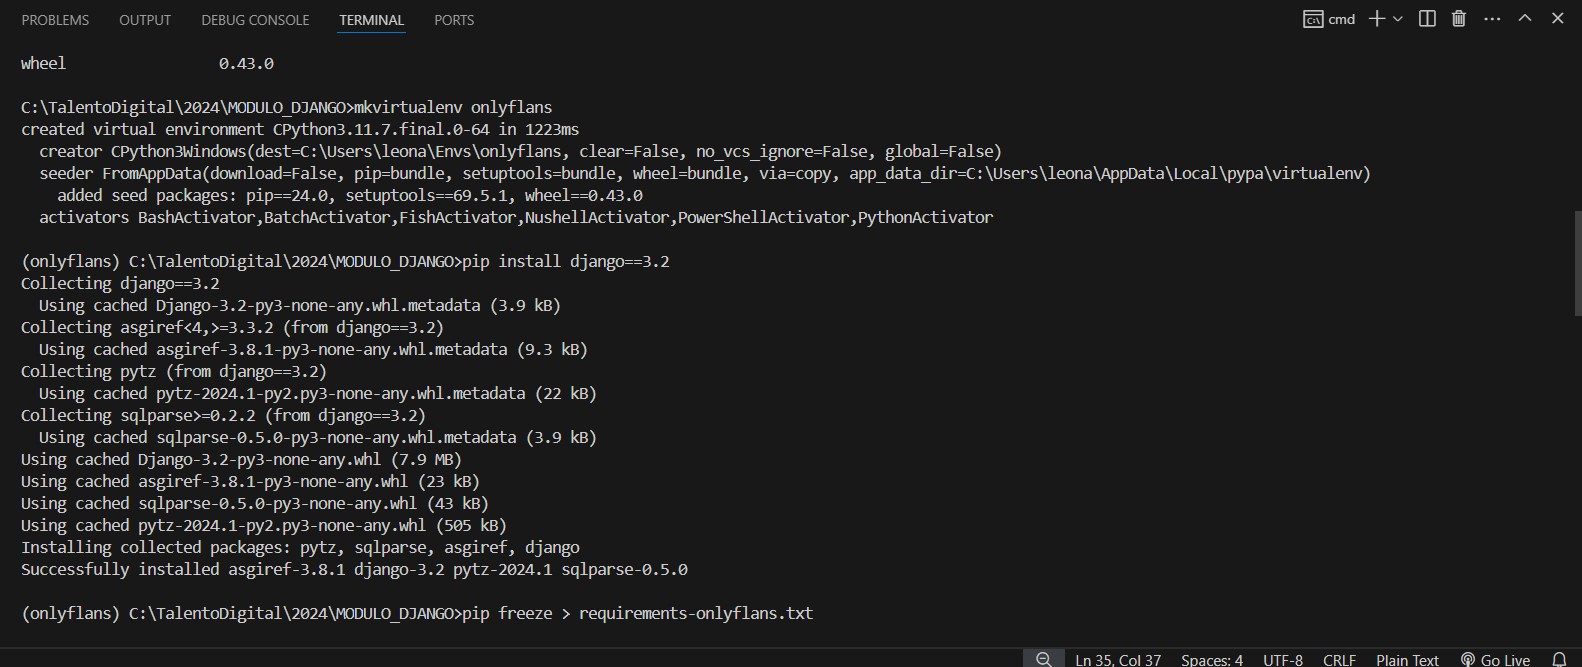 PROBLEMS OUTPUT DEBUG CONSOLE TERMINAL PORTS cmd
wheel 0.43.0
C:\TalentoDigital\2024\MODULO_DJANGO>mkvirtualenv onlyflans
created virtual environment CPython3.11.7.final.0-64 in 1223ms
creator CPython3Windows(dest=C:\Users\leona\Envs\onlyflans, clear=False, no_vcs_ignore=False, global=False)
seeder FromAppData(download=False, pip=bundle, setuptools=bundle, wheel=bundle, via=copy, app_data_dir=C:\Users\leona\AppData\Local\pypa\virtualenv)
added seed packages: pip==24.0, setuptools==69.5.1, wheel==0.43.0
activators BashActivator,BatchActivator,FishActivator,NushellActivator,PowerShellActivator,PythonActivator
(onlyflans) C:\TalentoDigital\2024\MODULO_DJANGO>pip install django==3.2
Collecting django==3.2
Using cached Django-3.2-py3-none-any.whl.metadata (3.9 kB)
Collecting asgiref<4,>=3.3.2 (from django==3.2)
Using cached asgiref-3.8.1-py3-none-any.whl.metadata (9.3 kB)
Collecting pytz (from django==3.2)
Using cached pytz-2024.1-py2.py3-none-any.whl.metadata (22 kB)
Collecting sqlparse>=0.2.2 (from django==3.2)
Using cached sqlparse-0.5.0-py3-none-any.whl.metadata (3.9 kB)
Using cached Django-3.2-py3-none-any.whl (7.9 MB)
Using cached asgiref-3.8.1-py3-none-any.whl (23 kB)
Using cached sqlparse-0.5.0-py3-none-any.whl (43 kB)
Using cached pytz-2024.1-py2.py3-none-any.whl (505 kB)
Installing collected packages: pytz, sqlparse, asgiref, django
Successfully installed asgiref-3.8.1 django-3.2 pytz-2024.1 sqlparse-0.5.0
(onlyflans) C:\TalentoDigital\2024\MODULO_DJANGO>pip freeze > requirements-onlyflans.txt
Ln 35, Col 37 Spaces: 4 UTF-8 CRLF Plain Text Go Live